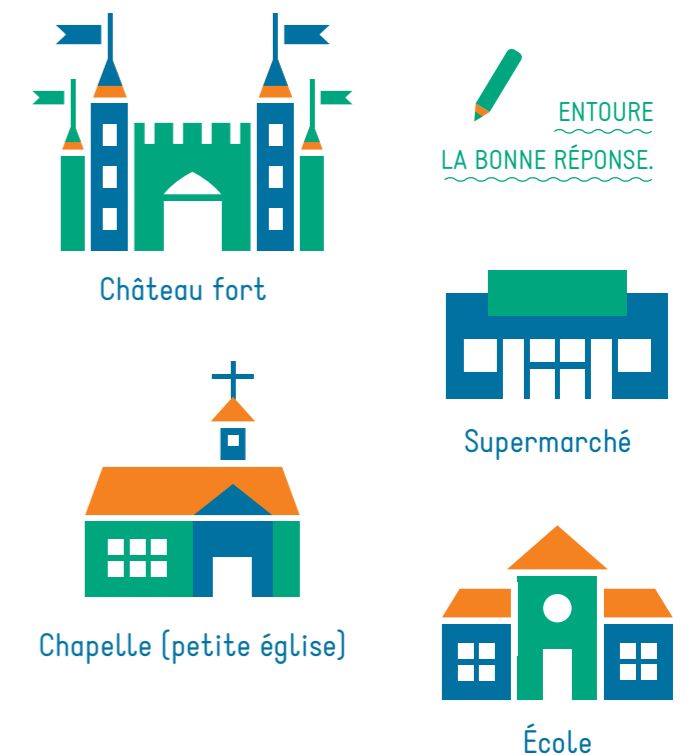 ENTOURE
LA BONNE RÉPONSE.
Château fort
Supermarché
Chapelle (petite église)
École